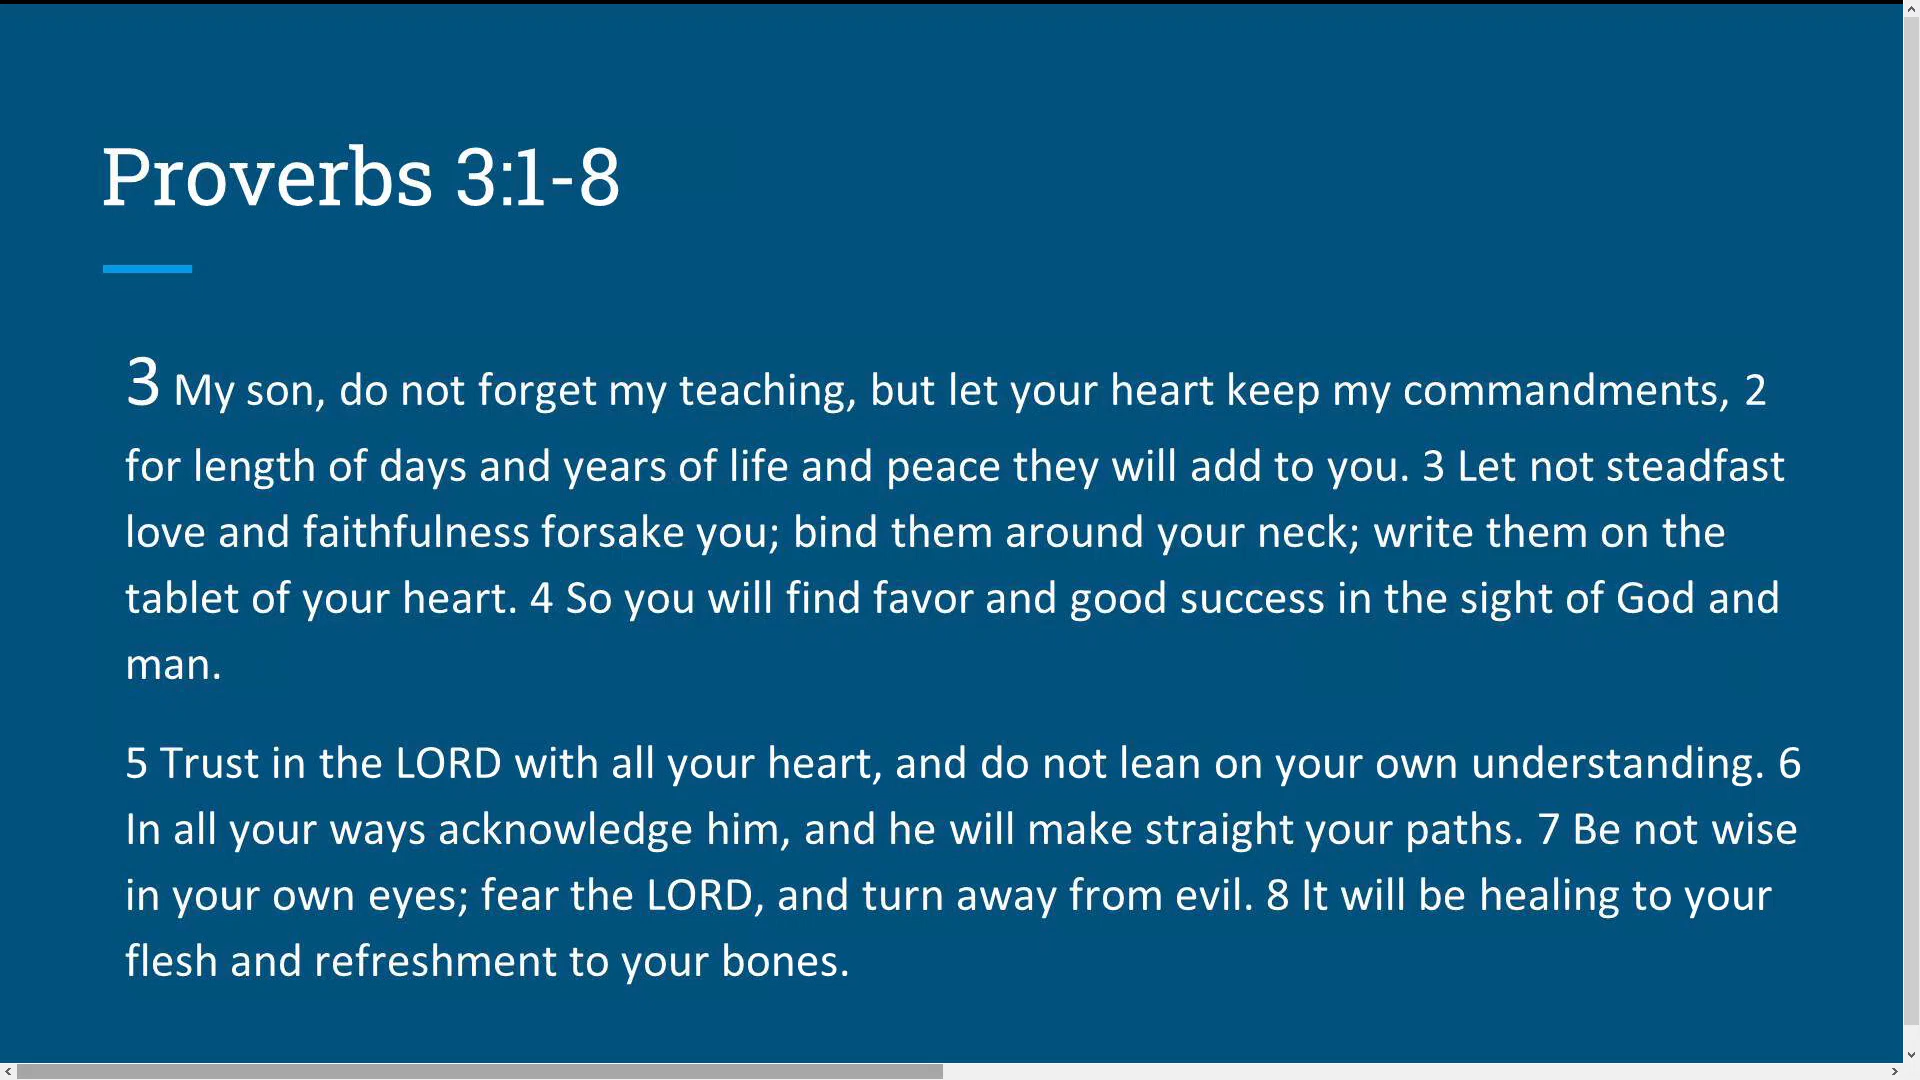 Proverbs 3:1-8
3 My son, do not forget my teaching, but let your heart keep my commandments, 2
for length of days and years of life and peace they will add to you. 3 Let not steadfast
love and faithfulness forsake you; bind them around your neck; write them on the
tablet of your heart. 4 So you will find favor and good success in the sight of God and
man.
5 Trust in the LORD with all your heart, and do not lean on your own understanding. 6
In all your ways acknowledge him, and he will make straight your paths. 7 Be not wise
in your own eyes; fear the LORD, and turn away from evil. 8 It will be healing to your
flesh and refreshment to your bones.